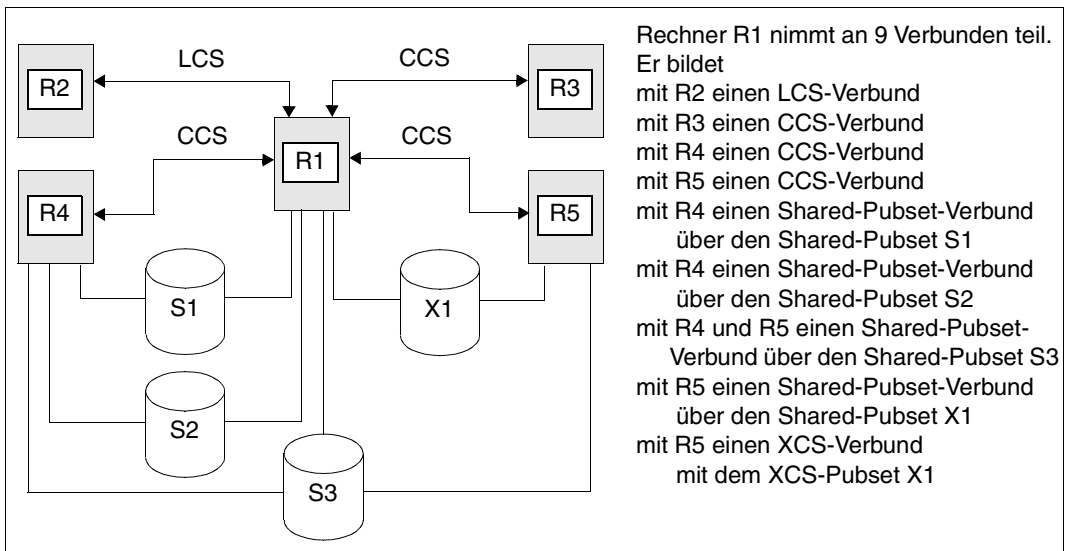 LCS
CCS
R2
R3
CCS
R1
CCS
R4
R5
S1
X1
S2
S3
Rechner R1 nimmt an 9 Verbunden teil.
Er bildet
mit R2 einen LCS-Verbund
mit R3 einen CCS-Verbund
mit R4 einen CCS-Verbund
mit R5 einen CCS-Verbund
mit R4 einen Shared-Pubset-Verbund
über den Shared-Pubset S1
mit R4 einen Shared-Pubset-Verbund
über den Shared-Pubset S2
mit R4 und R5 einen Shared-Pubset-
Verbund über den Shared-Pubset S3
mit R5 einen Shared-Pubset-Verbund
über den Shared-Pubset X1
mit R5 einen XCS-Verbund
mit dem XCS-Pubset X1